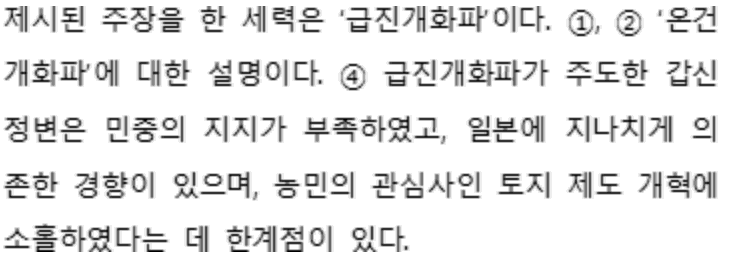 제시된 주장을 한 세력은 ‘급진개화파’이다. ①, ② ‘온건
개화파’에 대한 설명이다. ④ 급진개화파가 주도한 갑신
정변은 민중의 지지가 부족하였고, 일본에 지나치게 의
존한 경향이 있으며, 농민의 관심사인 토지 제도 개혁에
소홀하였다는 데 한계점이 있다.